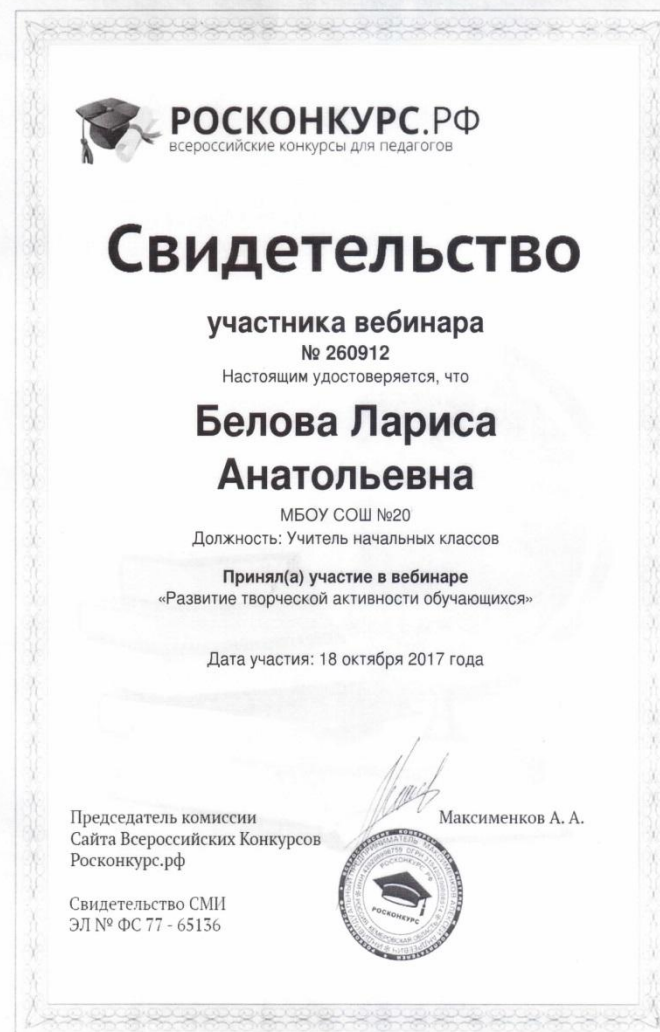 РОСКОНКУРС.РФ
всероссийские конкурсы для педагогов
Свидетельство
участника вебинара
№ 260912
Настоящим удостоверяется, что
Белова Лариса
Анатольевна
МБОУ СОШ №20
Должность: Учитель начальных классов
Принял(а) участие в вебинаре
«Развитие творческой активности обучающихся»
Дата участия: 18 октября 2017 года
Председатель комиссии
Сайта Всероссийских Конкурсов
Росконкурс.рф
Максименков А. А.
Свидетельство СМИ
ЭЛ № ФС 77 - 65136
РОСКОНКУРС.РФ
РОСКОНКУРС